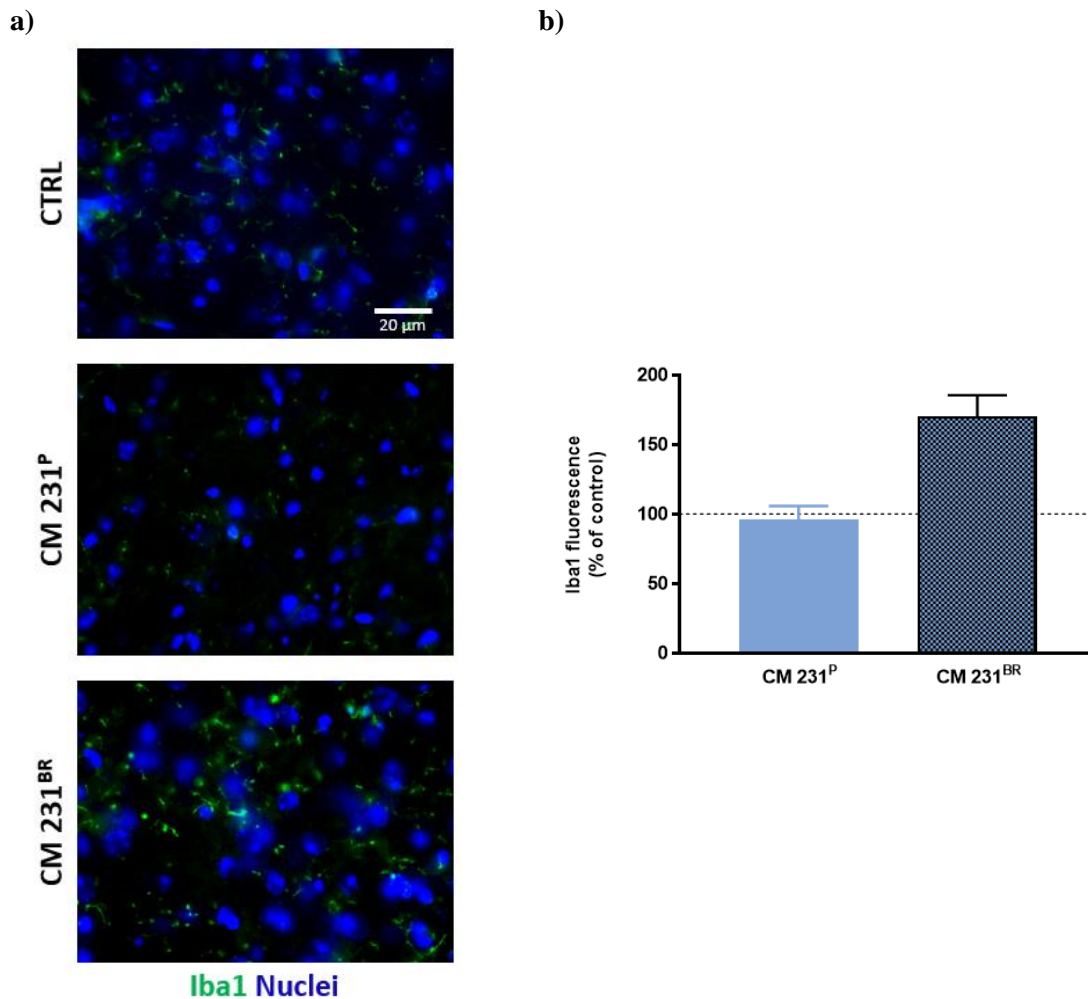 a)
b)
CTRL
20 µm
CM 231ᴾ
CM 231ᴮᴿ
Iba1 Nuclei
Iba1 fluorescence
(% of control)
200
150
100
50
0
CM 231ᴾ
CM 231ᴮᴿ